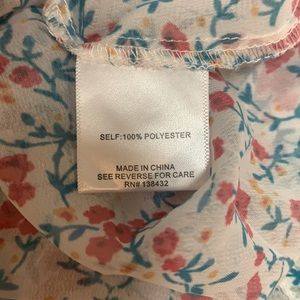 SELF:100% POLYESTER
MADE IN CHINA
SEE REVERSE FOR CARE
RN# 138432